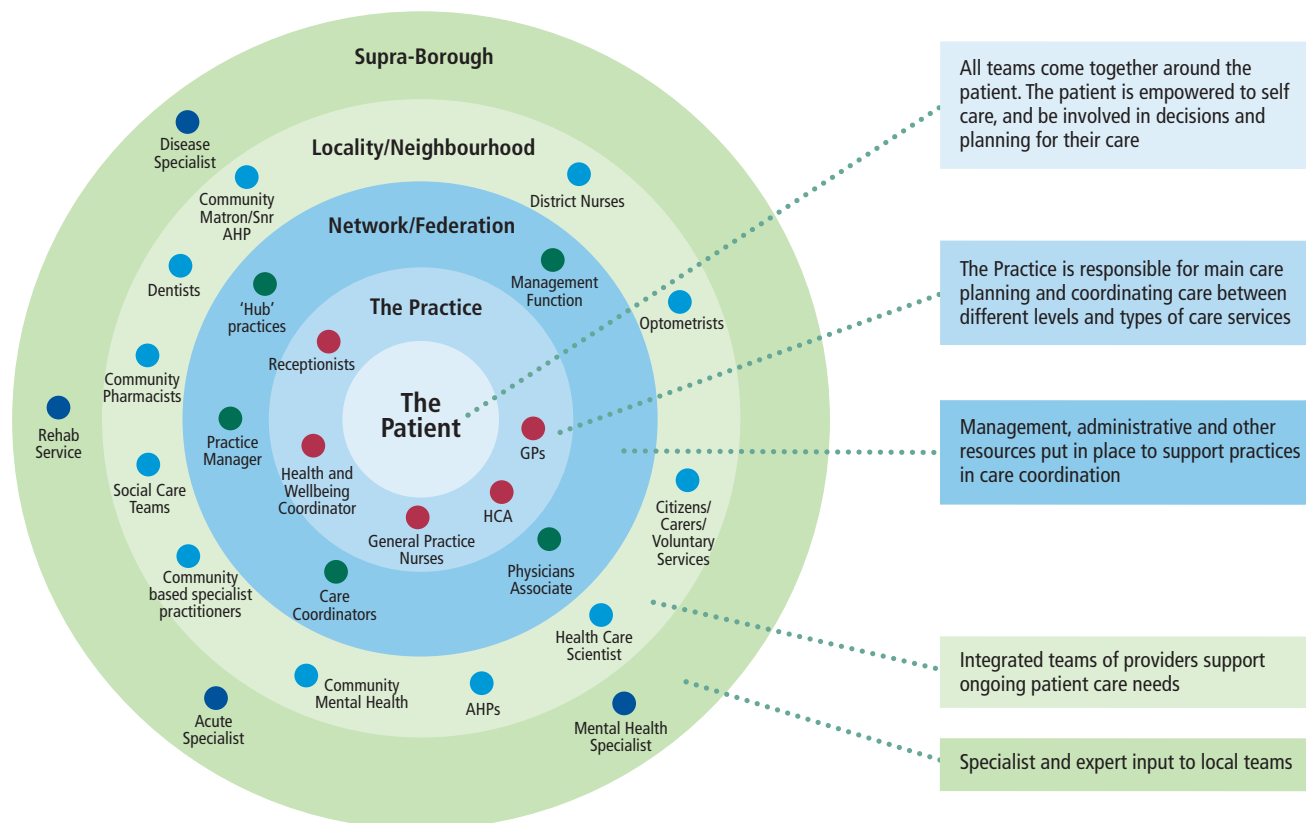 Supra-Borough
Disease
Specialist
Locality/Neighbourhood
Community
Matron/Snr
AHP
District Nurses
Network/Federation
Dentists
'Hub'
practices
Management
Function
Optometrists
The Practice
Receptionists
Community
Pharmacists
The
Patient
Rehab
Service
Practice
Manager
GPs
Health and
Wellbeing
Coordinator
HCA
Social Care
Teams
Citizens/
Carers/
Voluntary
Services
General Practice
Nurses
Community
based specialist
practitioners
Care
Coordinators
Physicians
Associate
Health Care
Scientist
Community
Mental Health
AHPs
Acute
Specialist
Mental Health
Specialist
All teams come together around the
patient. The patient is empowered to self
care, and be involved in decisions and
planning for their care
The Practice is responsible for main care
planning and coordinating care between
different levels and types of care services
Management, administrative and other
resources put in place to support practices
in care coordination
Integrated teams of providers support
ongoing patient care needs
Specialist and expert input to local teams